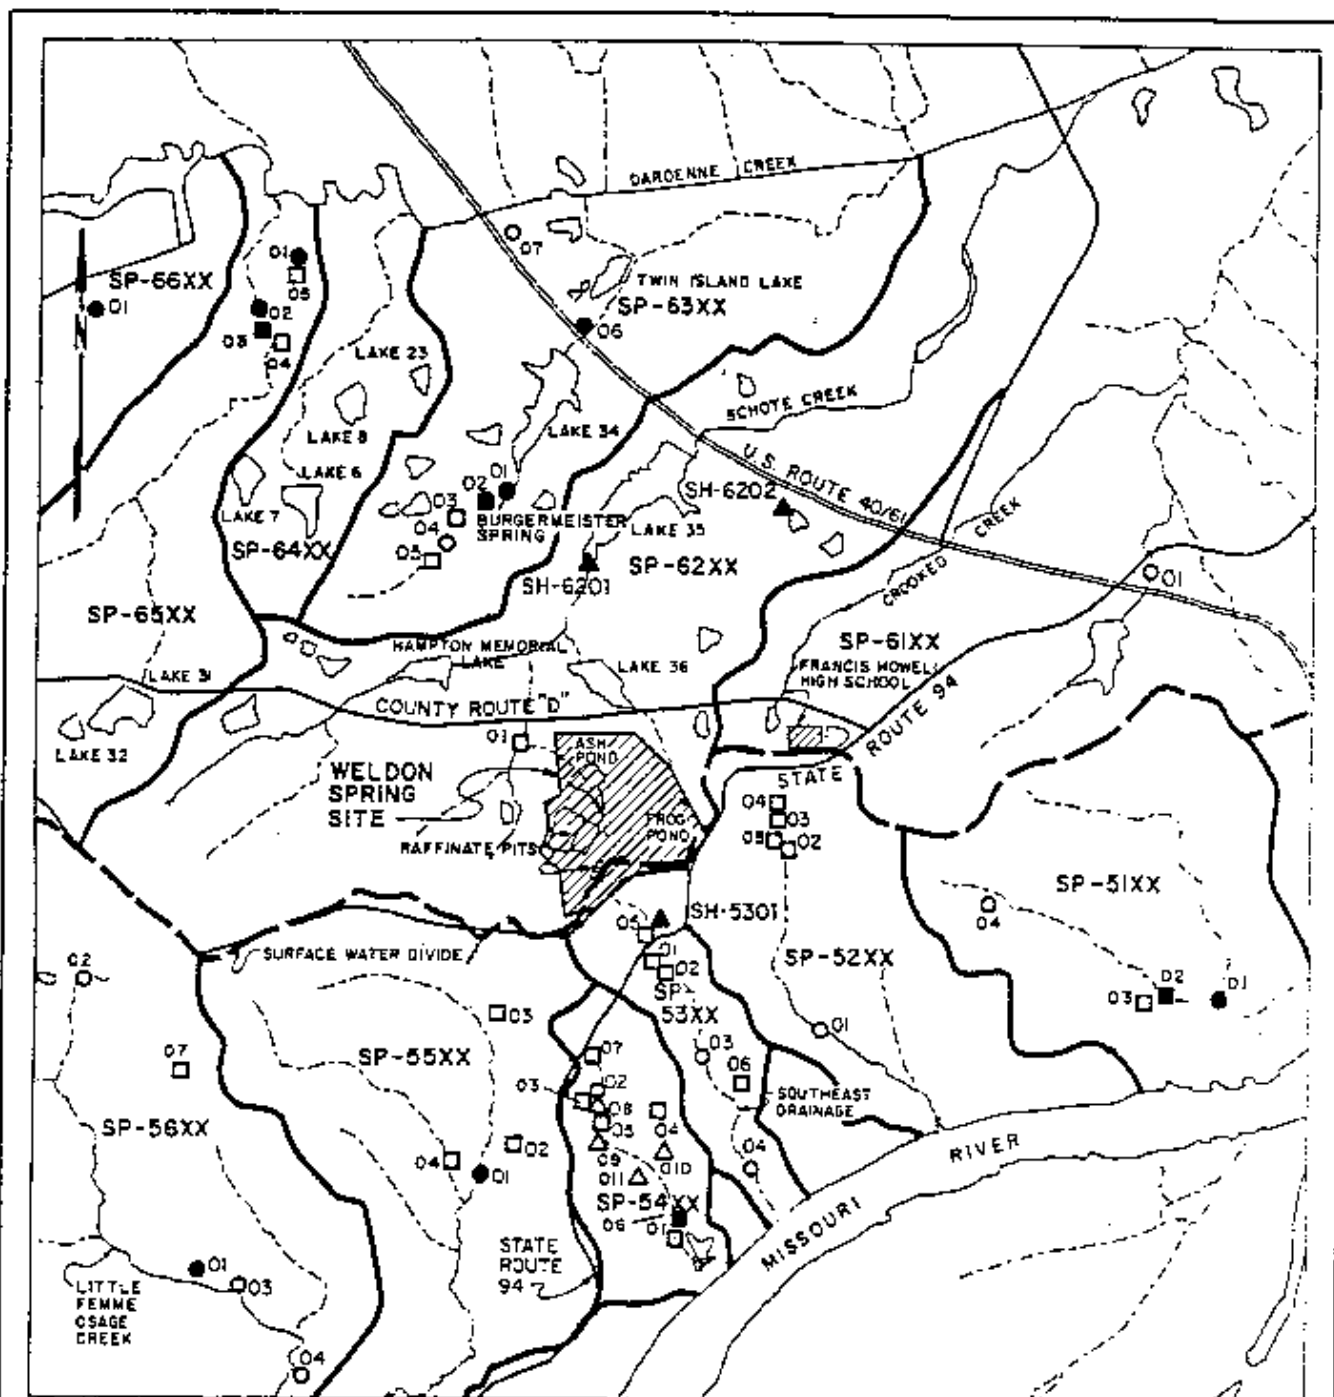 DARDENNE CREEK
07
01
SP-66XX
05
TWIN ISLAND LAKE
SP-63XX
01
02
06
03
04
LAKE 23
SCHOTE CREEK
LAKE 34
LAKE 8
U.S. ROUTE 40/61
LAKE 6
01
02
SH-6202
03
LAKE 7
BURGERMEISTER
SPRING
LAKE 35
04
CREEK
SP-64XX
05
SH-6201
SP-62XX
CROOKED
01
SP-65XX
SP-61XX
HAMPTON MEMORIAL
LAKE
LAKE 36
FRANCIS HOWELL
HIGH SCHOOL
LAKE 31
COUNTY ROUTE "D"
STATE ROUTE 94
01
ASH
POND
LAKE 32
WELDON
SPRING
SITE
04
FROG
POND
03
RAFFINATE PITS
05
02
SP-51XX
SH-5301
04
05
01
SURFACE WATER DIVIDE
SP-52XX
02
02
SP-
53XX
02
01
03
03
01
SP-55XX
07
03
07
06
02
03
08
SOUTHEAST
DRAINAGE
SP-56XX
05
04
RIVER
04
02
09
010
04
01
011
SP-54XX
MISSOURI
06
01
STATE
ROUTE
94
01
03
LITTLE
FEMME
OSAGE
CREEK
04